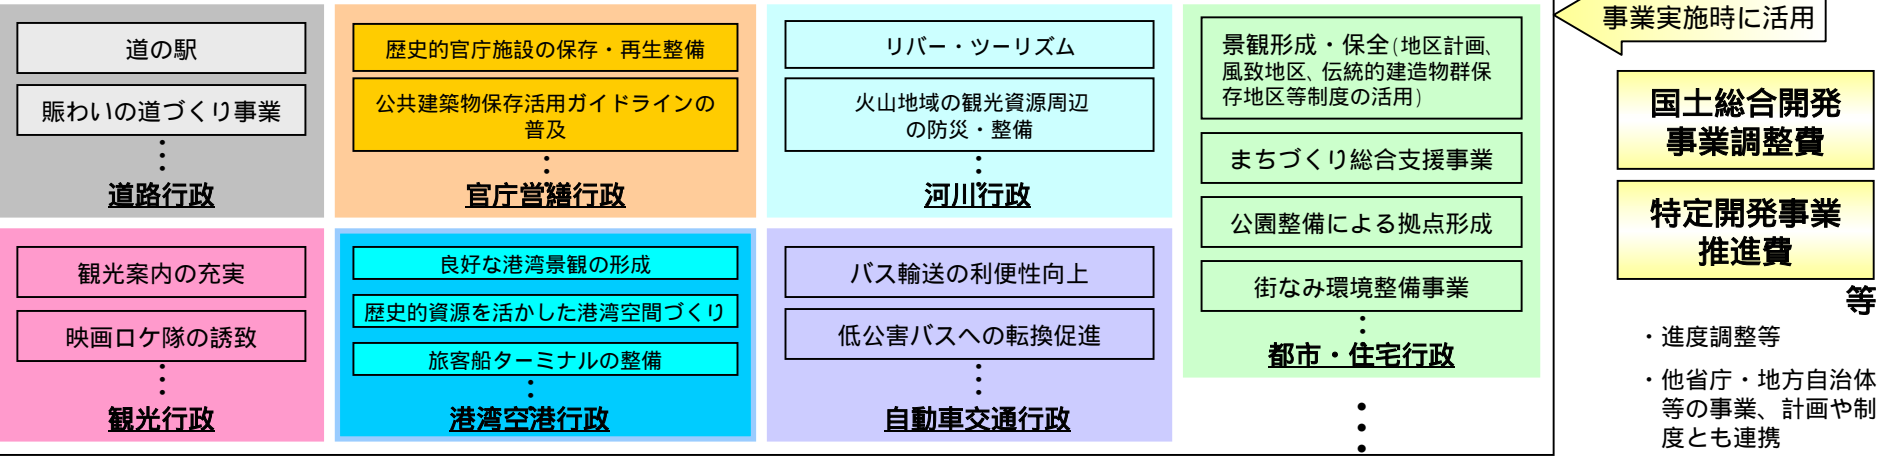 道の駅
賑わいの道づくり事業
道路行政
歴史的官庁施設の保存・再生整備
公共建築物保存活用ガイドラインの
普及
官庁営繕行政
リバー・ツーリズム
火山地域の観光資源周辺
の防災・整備
河川行政
景観形成・保全(地区計画、
風致地区、伝統的建造物群保
存地区等制度の活用)
まちづくり総合支援事業
公園整備による拠点形成
街なみ環境整備事業
都市・住宅行政
観光案内の充実
映画ロケ隊の誘致
観光行政
良好な港湾景観の形成
歴史的資源を活かした港湾空間づくり
旅客船ターミナルの整備
港湾空港行政
バス輸送の利便性向上
低公害バスへの転換促進
自動車交通行政
事業実施時に活用
国土総合開発
事業調整費
特定開発事業
推進費
等
・進度調整等
・他省庁・地方自治体
等の事業、計画や制
度とも連携